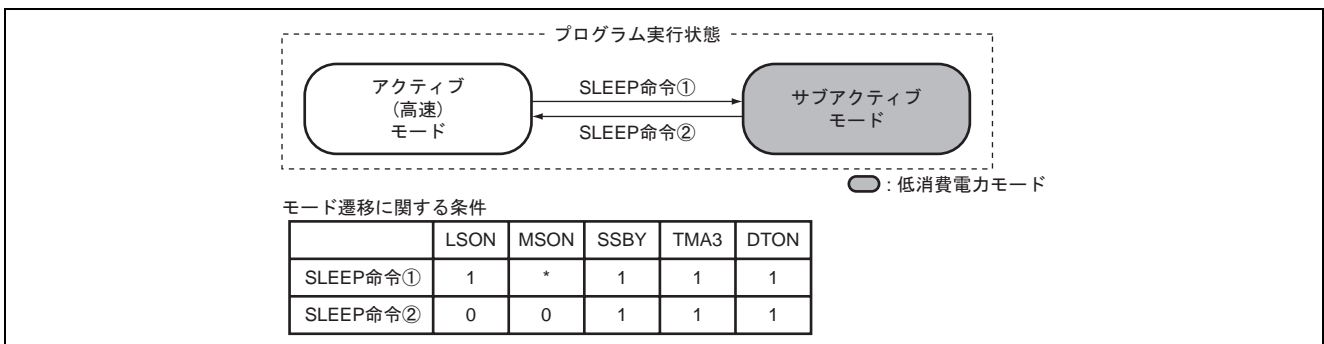 プログラム実行状態
アクティブ
(高速)
モード
SLEEP命令①
SLEEP命令②
サブアクティブ
モード
: 低消費電力モード
モード遷移に関する条件
LSON MSON SSBY TMA3 DTON
SLEEP命令① 1 * 1 1 1
SLEEP命令② 0 0 1 1 1